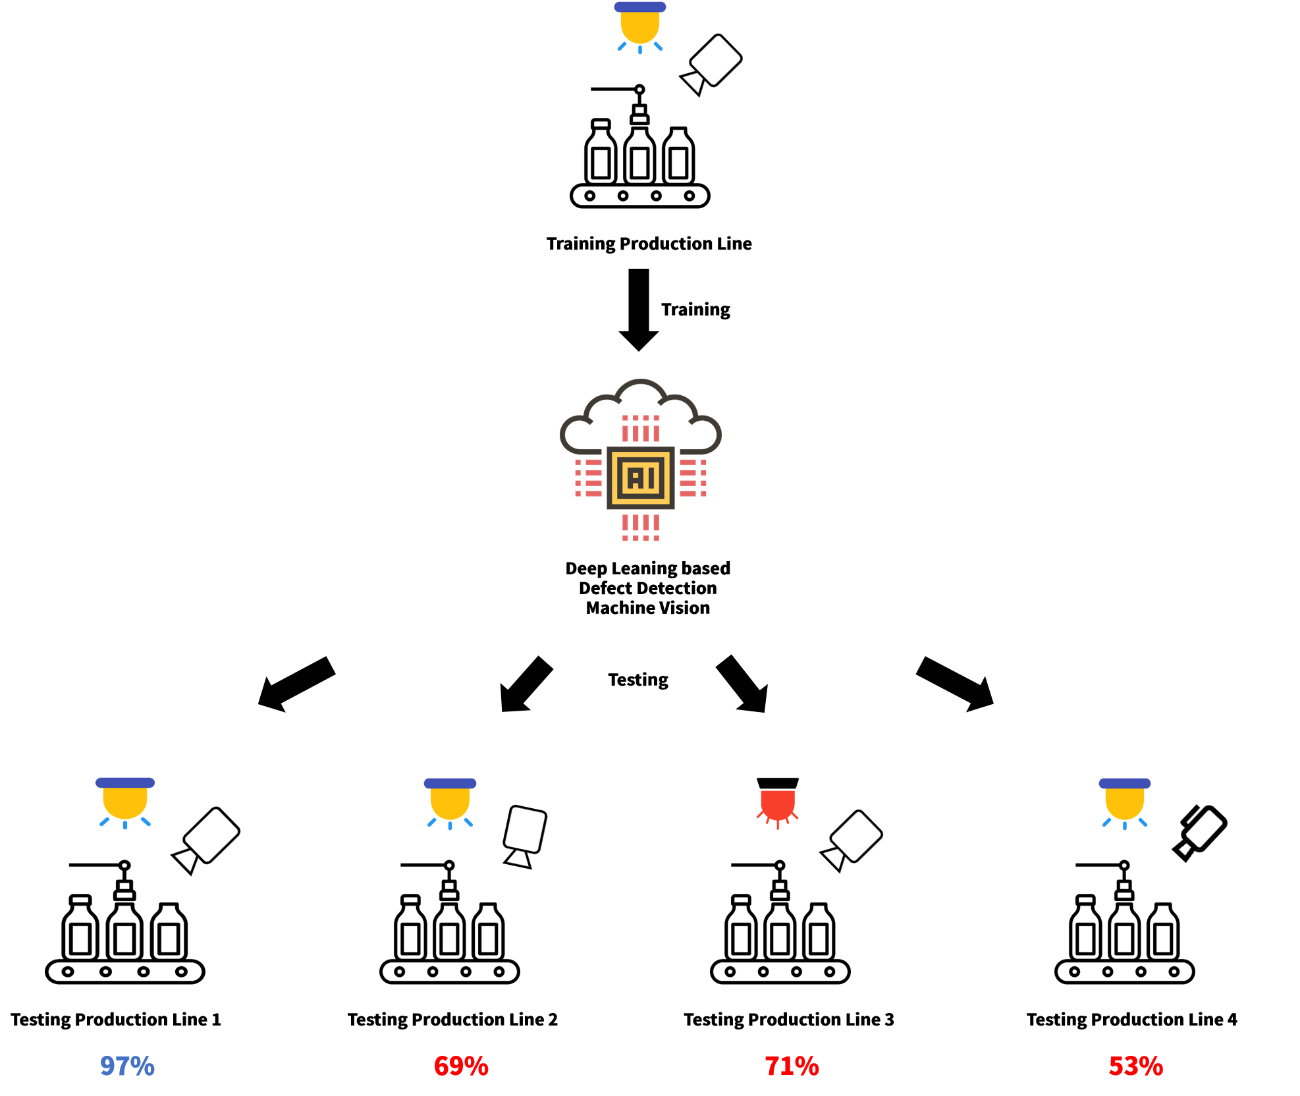 Training Production Line
Training
AI
Deep Leaning based
Defect Detection
Machine Vision
Testing
Testing Production Line 1
Testing Production Line 2
Testing Production Line 3
Testing Production Line 4
97%
69%
71%
53%